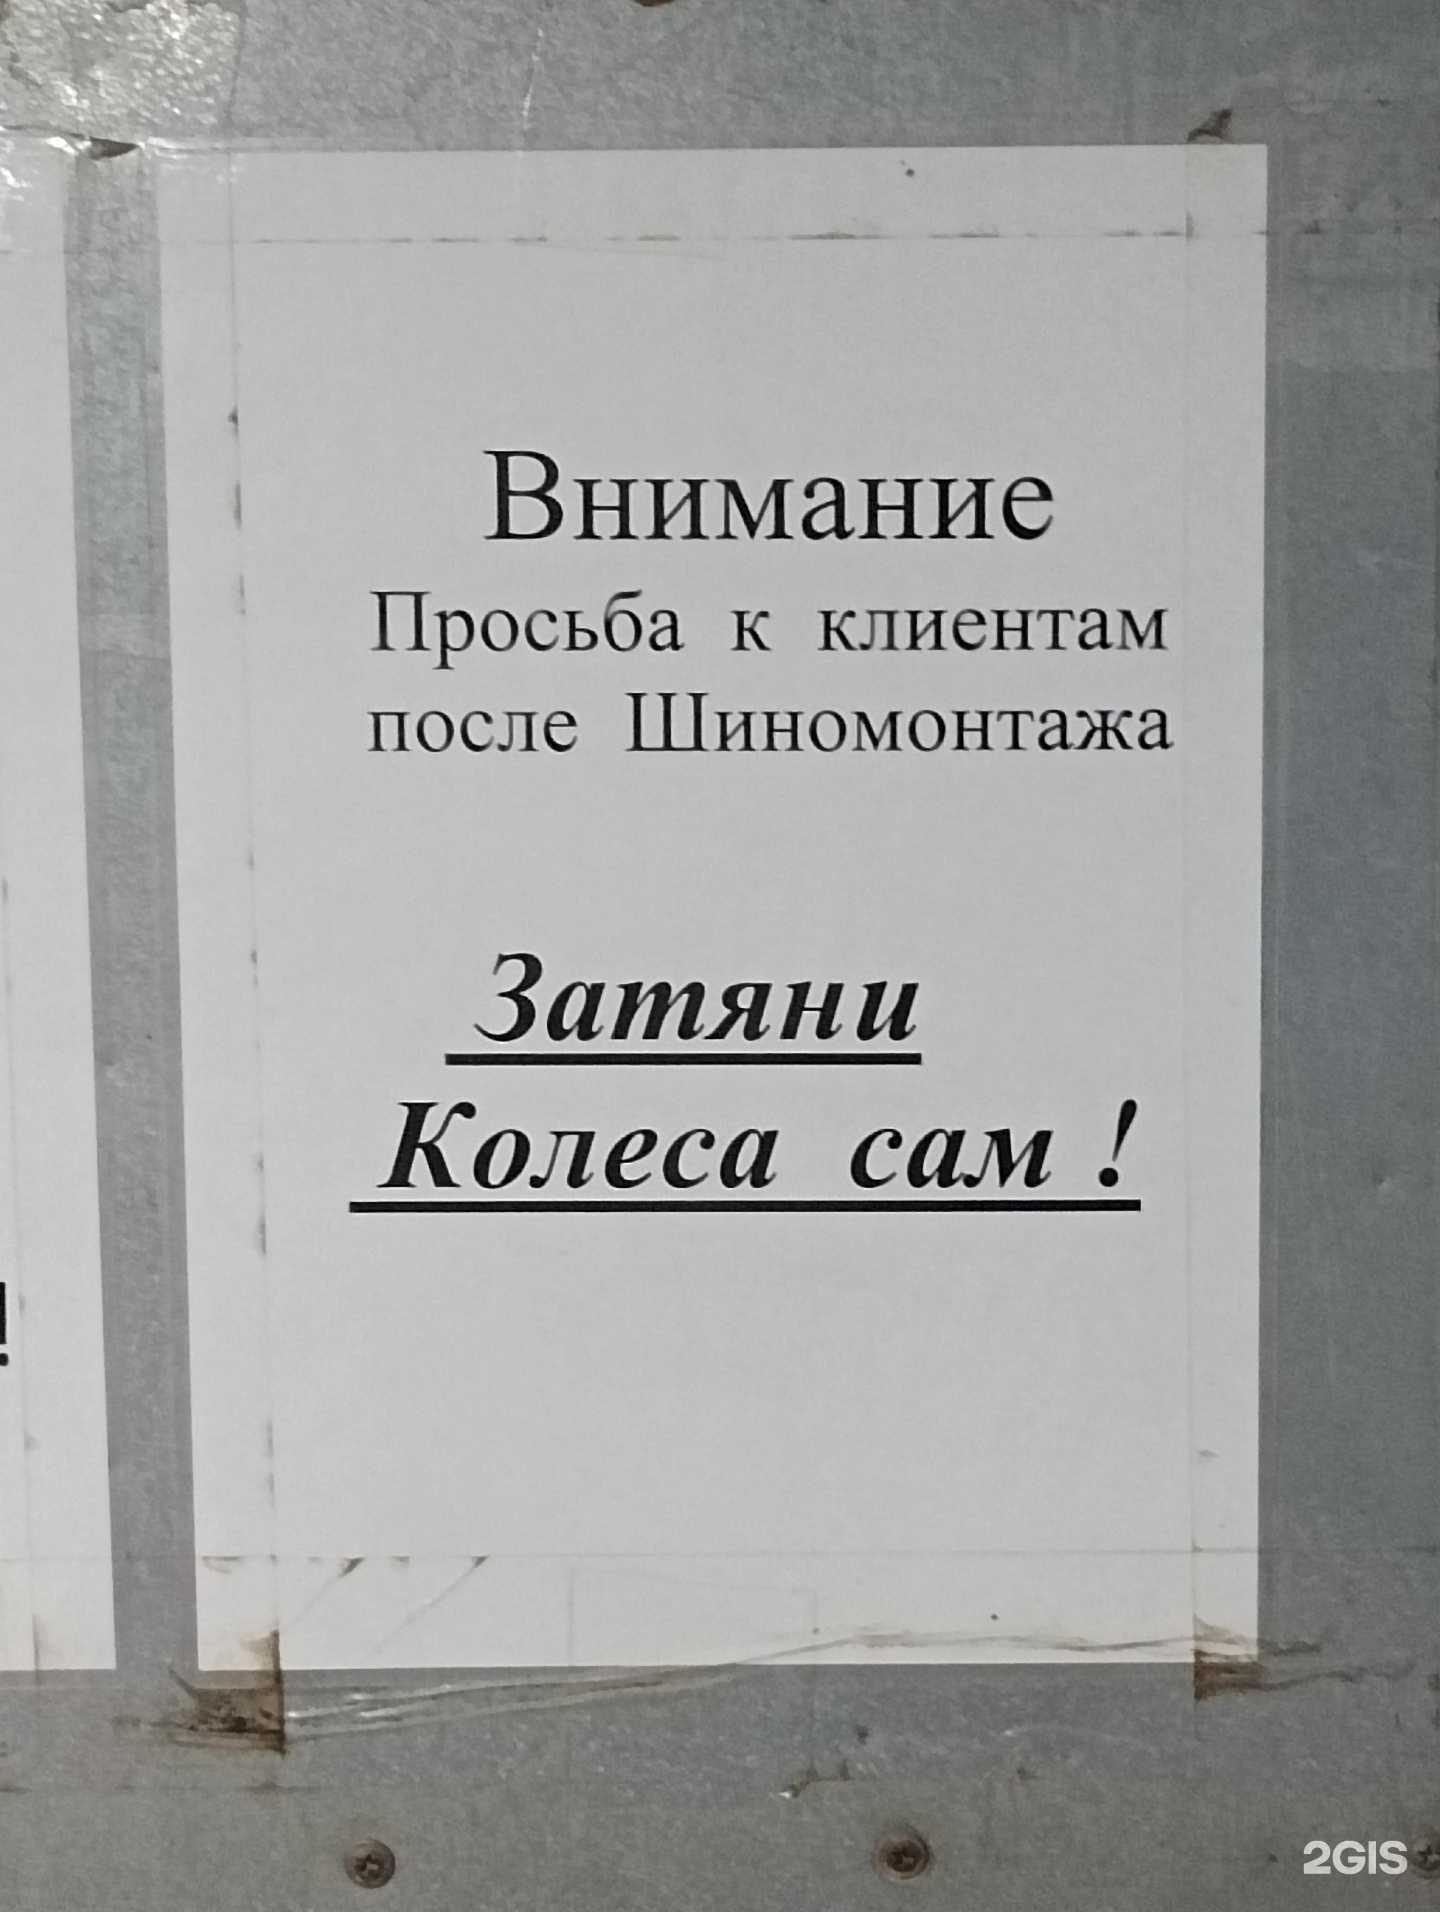 Внимание
Просьба к клиентам
после Шиномонтажа
Затяни
Колеса сам !
!
2GIS